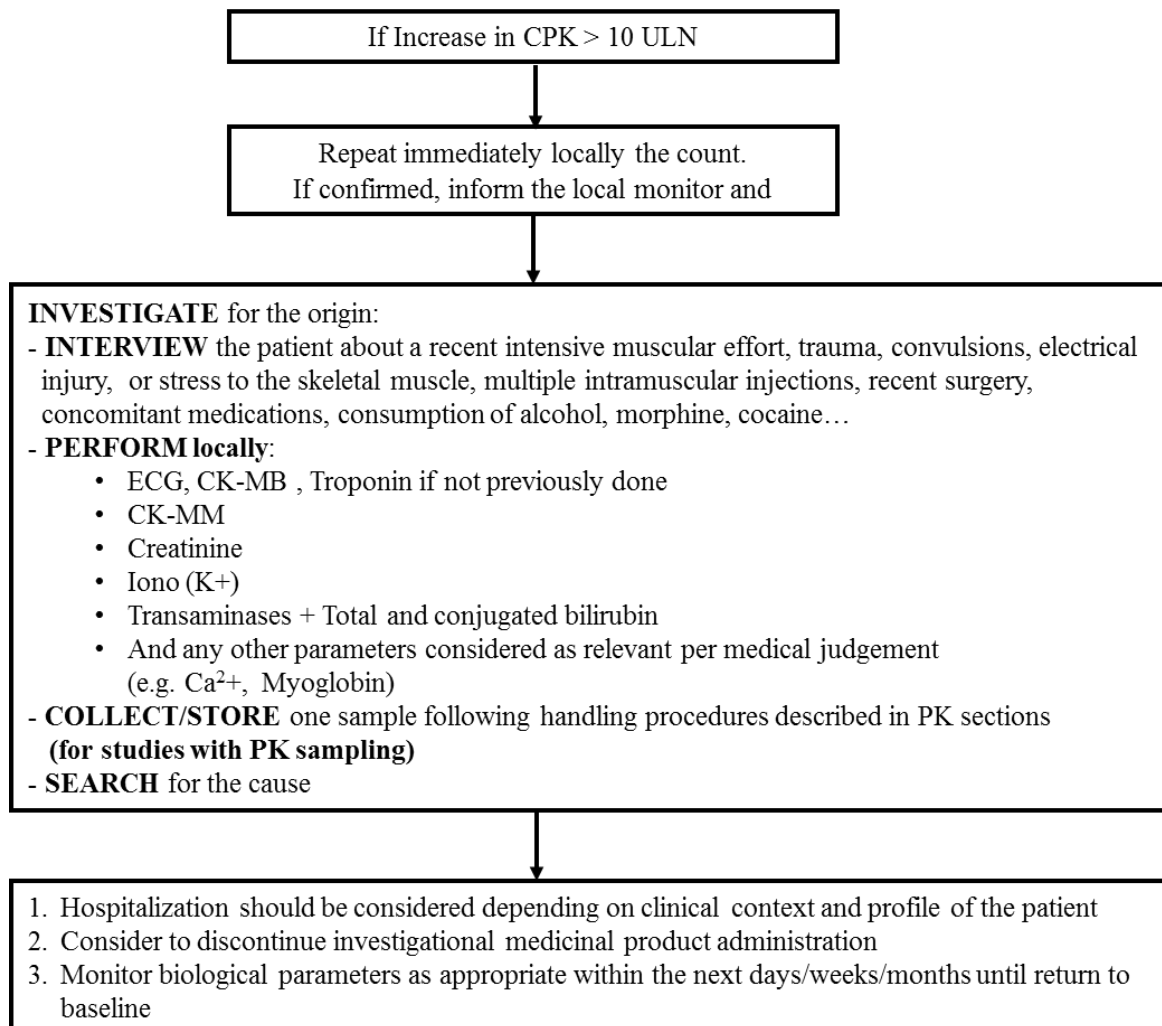 If Increase in CPK > 10 ULN
Repeat immediately locally the count.
If confirmed, inform the local monitor and
INVESTIGATE for the origin:
- INTERVIEW the patient about a recent intensive muscular effort, trauma, convulsions, electrical
injury, or stress to the skeletal muscle, multiple intramuscular injections, recent surgery,
concomitant medications, consumption of alcohol, morphine, cocaine…
- PERFORM locally:
• ECG, CK-MB , Troponin if not previously done
• CK-MM
• Creatinine
• Iono (K+)
• Transaminases + Total and conjugated bilirubin
• And any other parameters considered as relevant per medical judgement
(e.g. Ca²+, Myoglobin)
- COLLECT/STORE one sample following handling procedures described in PK sections
(for studies with PK sampling)
- SEARCH for the cause
1. Hospitalization should be considered depending on clinical context and profile of the patient
2. Consider to discontinue investigational medicinal product administration
3. Monitor biological parameters as appropriate within the next days/weeks/months until return to
baseline